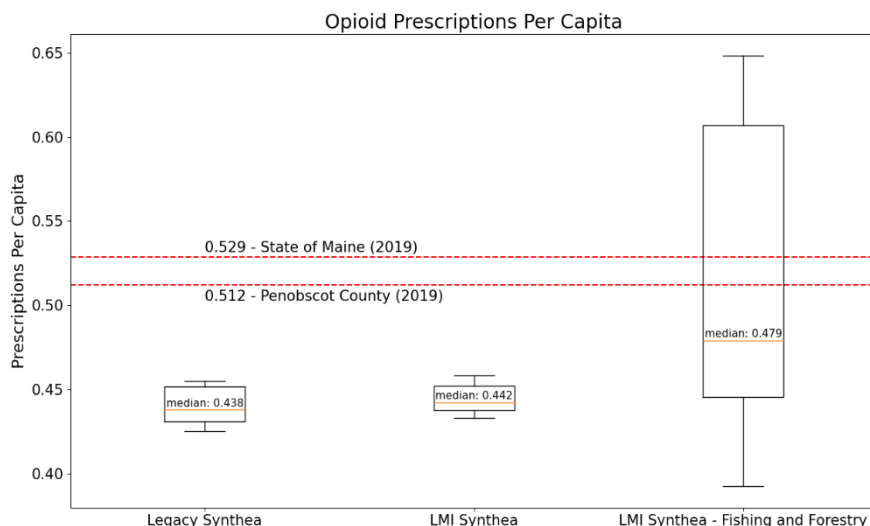 Opioid Prescriptions Per Capita
Prescriptions Per Capita
0.65
0.60
0.55
0.50
0.45
0.40
0.529 - State of Maine (2019)
0.512 - Penobscot County (2019)
median: 0.438
median: 0.442
median: 0.479
Legacy Synthea
LMI Synthea
LMI Synthea - Fishing and Forestry